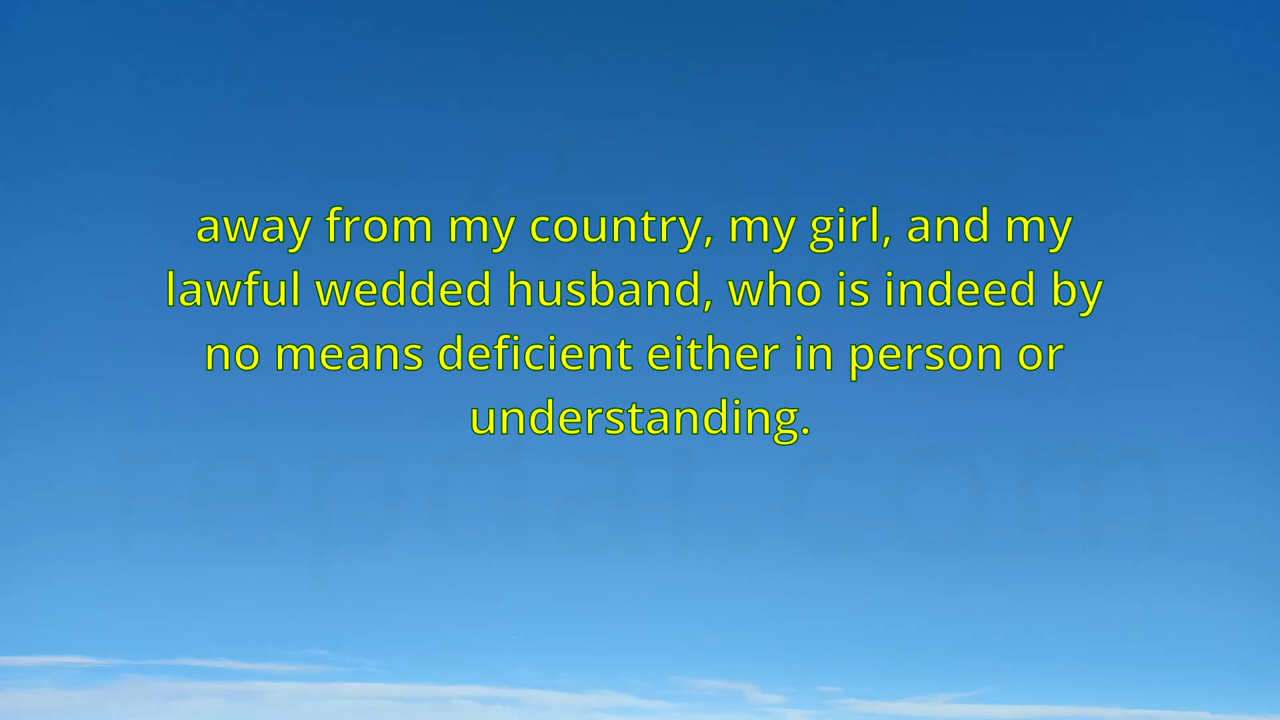 away from my country, my girl, and my
lawful wedded husband, who is indeed by
no means deficient either in person or
understanding.